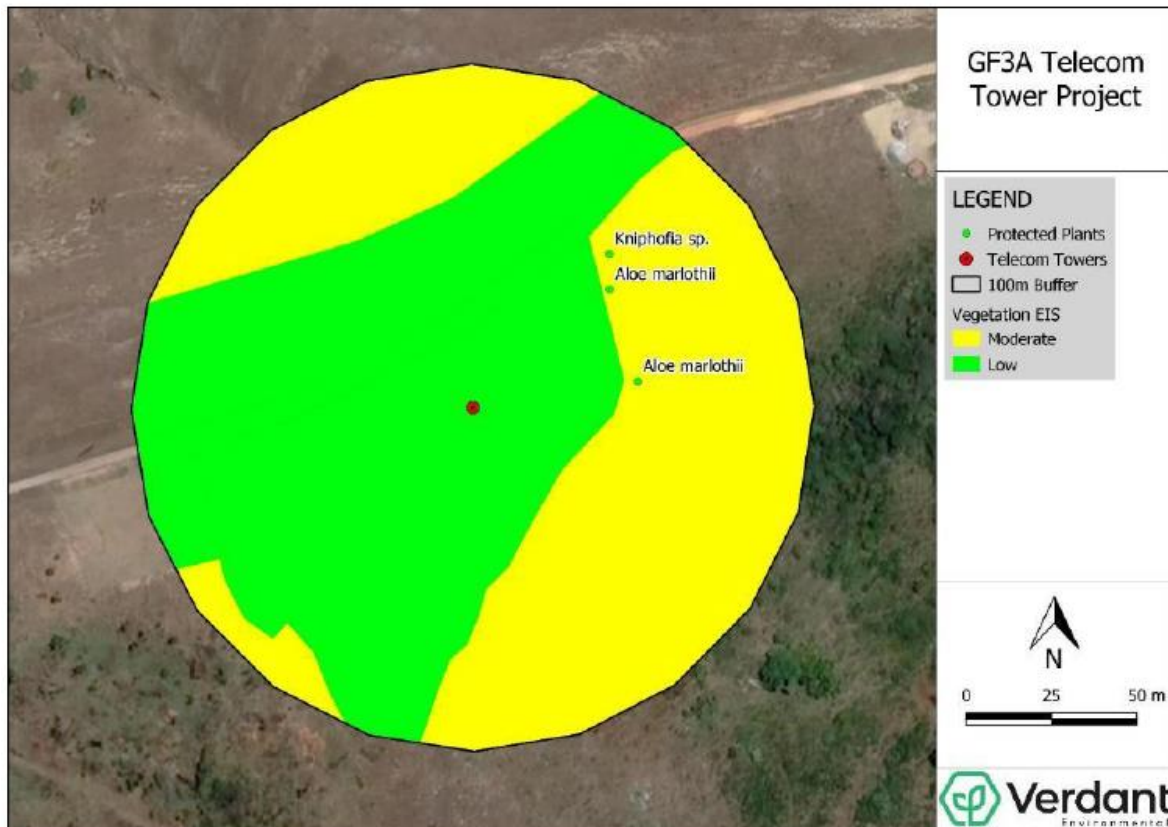 GF3A Telecom
Tower Project
LEGEND
Protected Plants
Telecom Towers
100m Buffer
Vegetation EIS
Moderate
Low
Kniphofia sp.
Aloe marlothii
Aloe marlothii
N
0 25 50 m
Verdant
Environmental